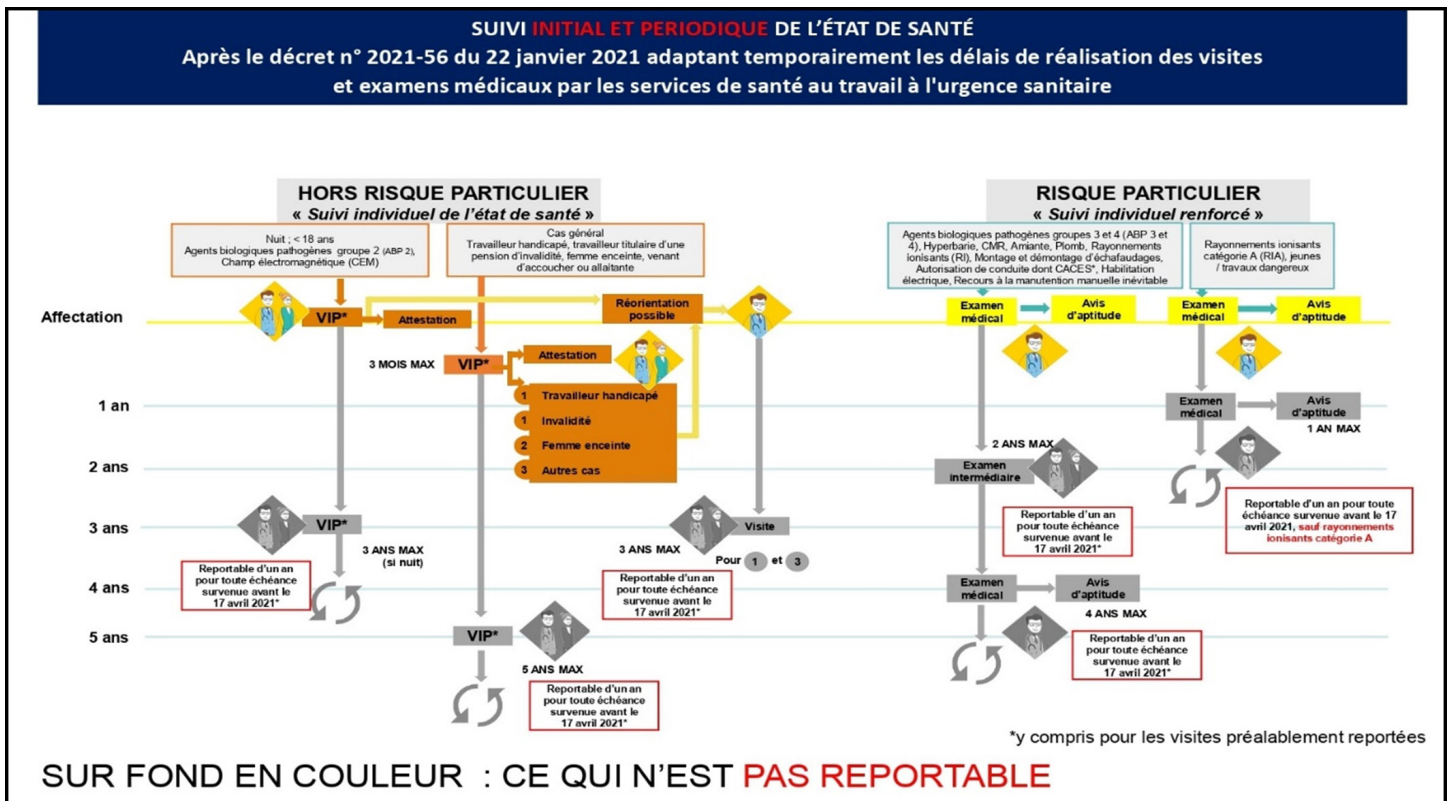 SUIVI INITIAL ET PERIODIQUE DE L'ÉTAT DE SANTÉ
Après le décret n° 2021-56 du 22 janvier 2021 adaptant temporairement les délais de réalisation des visites
et examens médicaux par les services de santé au travail à l'urgence sanitaire
HORS RISQUE PARTICULIER
« Suivi individuel de l'état de santé »
Nuit ; < 18 ans
Agents biologiques pathogènes groupe 2 (ABP 2),
Champ électromagnétique (CEM)
Cas général
Travailleur handicapé, travailleur titulaire d'une
pension d'invalidité, femme enceinte, venant
d'accoucher ou allaitante
RISQUE PARTICULIER
« Suivi individuel renforcé »
Agents biologiques pathogènes groupes 3 et 4 (ABP 3 et
4), Hyperbarie, CMR, Amiante, Plomb, Rayonnements
ionisants (RI), Montage et démontage d'échafaudages,
Autorisation de conduite dont CACES*, Habilitation
électrique, Recours à la manutention manuelle inévitable
Rayonnements ionisants
catégorie A (RIA), jeunes
/ travaux dangereux
Affectation
VIP*
Attestation
Réorientation
possible
Examen
médical
Avis
d'aptitude
Examen
médical
Avis
d'aptitude
3 MOIS MAX
VIP*
Attestation
1 Travailleur handicapé
1 Invalidité
2 Femme enceinte
3 Autres cas
1 an
Examen
médical
Avis
d'aptitude
1 AN MAX
2 ans
2 ANS MAX
Examen
intermédiaire
Reportable d'un an
pour toute échéance
survenue avant le
17 avril 2021*
Reportable d'un an pour toute
échéance survenue avant le 17
avril 2021, sauf rayonnements
ionisants catégorie A
3 ans
VIP*
3 ANS MAX
(si nuit)
Reportable d'un an
pour toute échéance
survenue avant le
17 avril 2021*
Visite
3 ANS MAX
Pour 1 et 3
Reportable d'un an
pour toute échéance
survenue avant le
17 avril 2021*
4 ans
Examen
médical
Avis
d'aptitude
4 ANS MAX
Reportable d'un an
pour toute échéance
survenue avant le
17 avril 2021*
5 ans
VIP*
5 ANS MAX
Reportable d'un an
pour toute échéance
survenue avant le
17 avril 2021*
*y compris pour les visites préalablement reportées
SUR FOND EN COULEUR : CE QUI N'EST PAS REPORTABLE